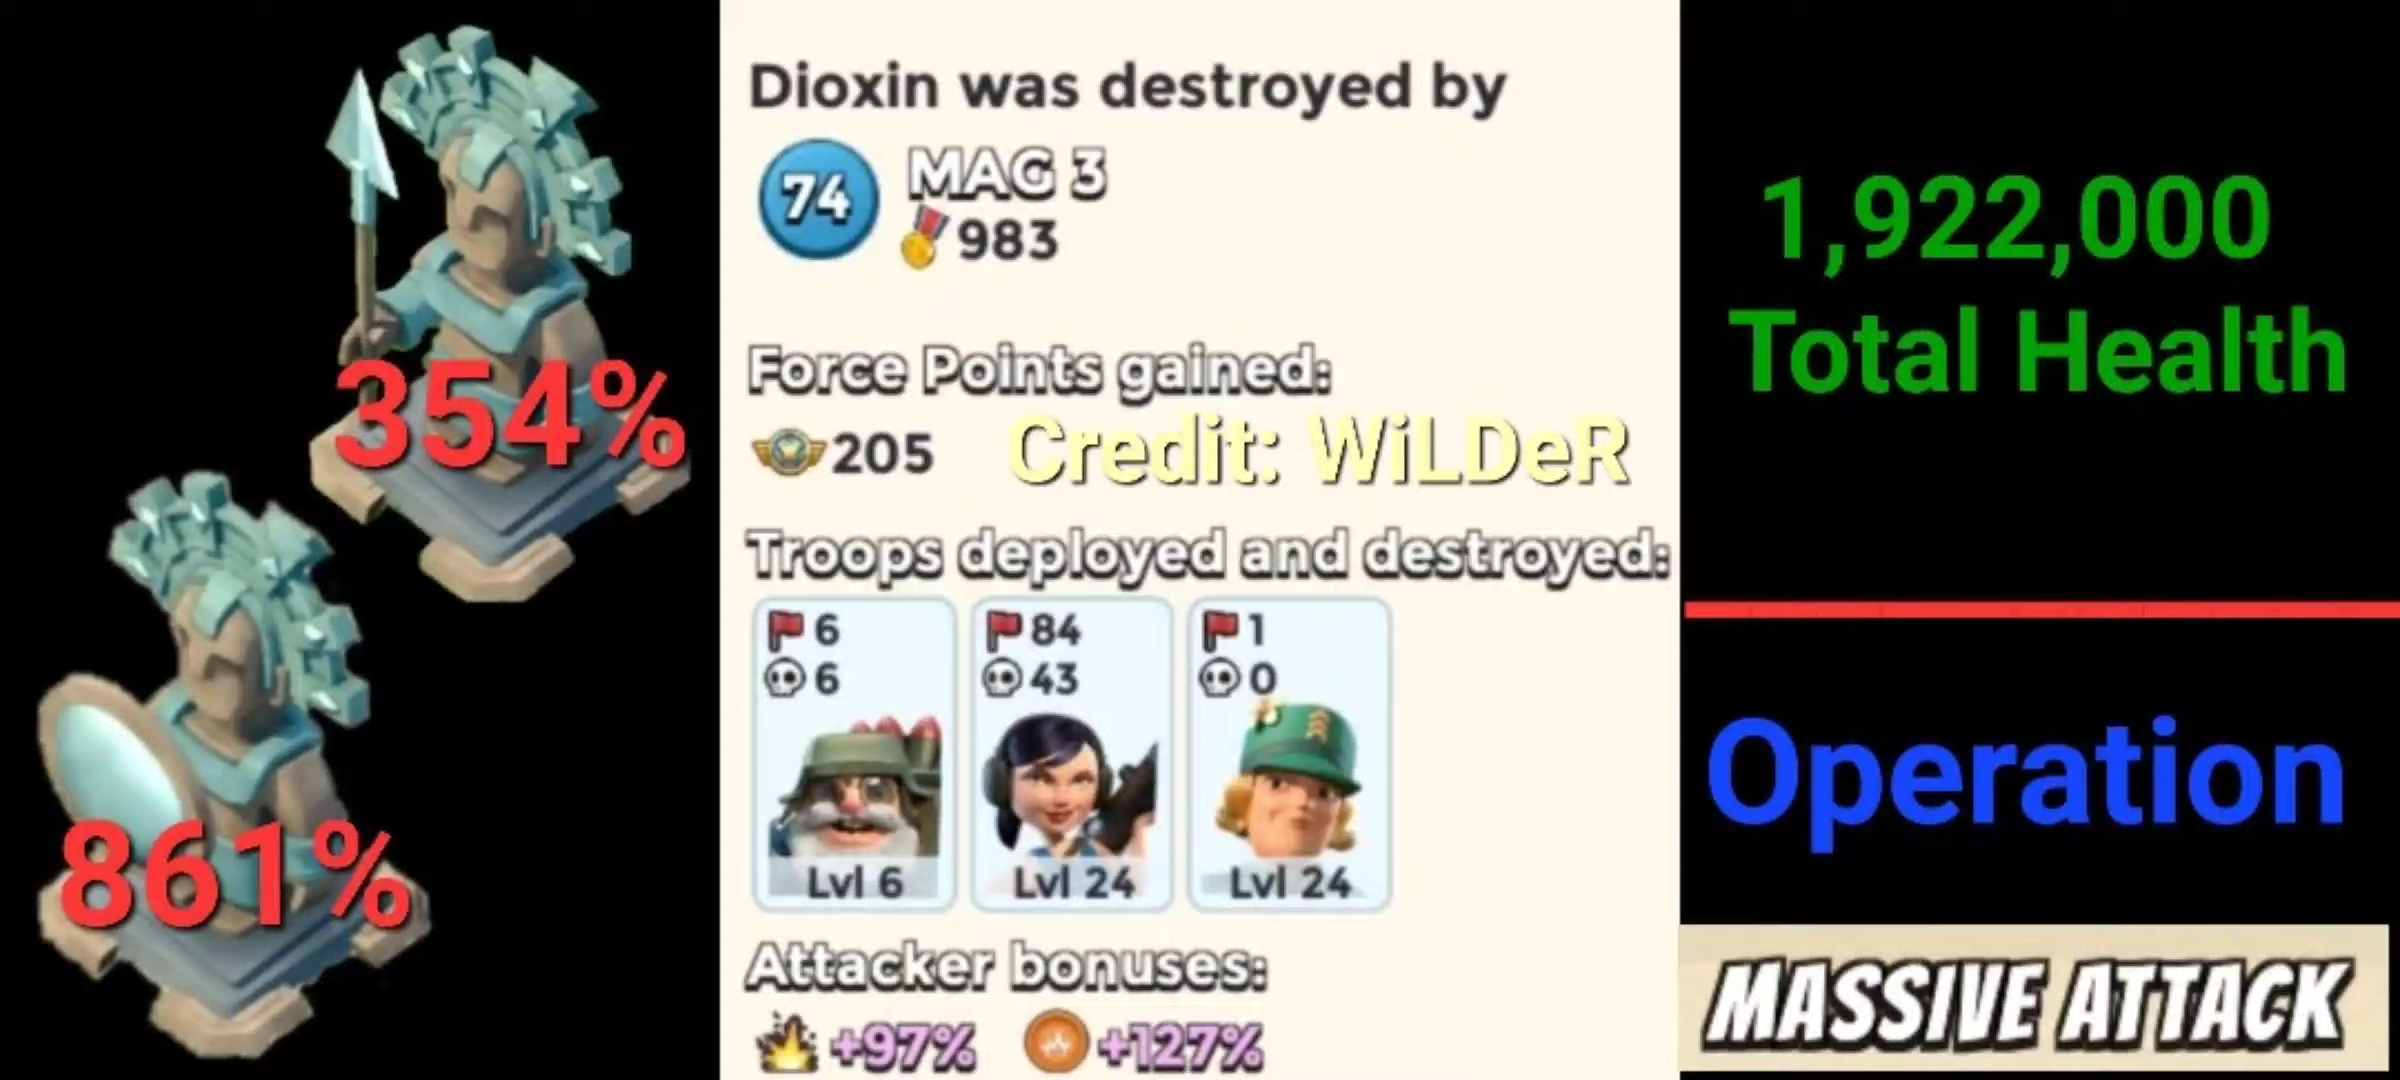 354%
861%
Dioxin was destroyed by
74
MAG 3
983
Force Points gained:
205
Credit: WiLDeR
Troops deployed and destroyed:
6
6
Lvl 6
84
43
Lvl 24
1
0
Lvl 24
Attacker bonuses:
+97% +127%
1,922,000
Total Health
Operation
MASSIVE ATTACK